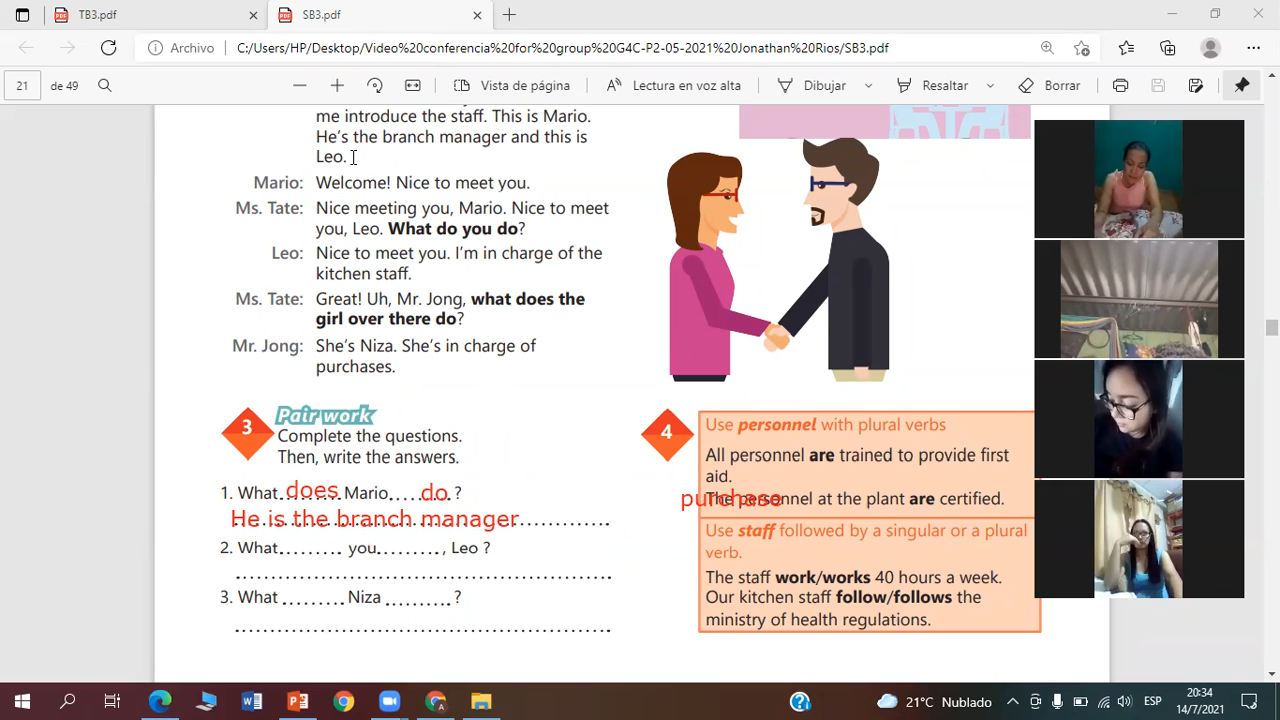 TB3.pdf
SB3.pdf
Archivo
C:/Users/HP/Desktop/Video%20conferencia%20for%20group%20G4C-P2-05-2021%20Jonathan%20Rios/SB3.pdf
21 de 49
Vista de página
Lectura en voz alta
Dibujar
Resaltar
Borrar
me introduce the staff. This is Mario.
He's the branch manager and this is
Leo.
Mario: Welcome! Nice to meet you.
Ms. Tate: Nice meeting you, Mario. Nice to meet
you, Leo. What do you do?
Leo: Nice to meet you. I'm in charge of the
kitchen staff.
Ms. Tate: Great! Uh, Mr. Jong, what does the
girl over there do?
Mr. Jong: She's Niza. She's in charge of
purchases.
3 Pair work
Complete the questions.
Then, write the answers.
1. What does Mario do ?
He is the branch manager
2. What......... you........., Leo ?
3. What ......... Niza .......... ?
4
Use personnel with plural verbs
All personnel are trained to provide first
aid.
The personnel at the plant are certified.
purchase
Use staff followed by a singular or a plural
verb.
The staff work/works 40 hours a week.
Our kitchen staff follow/follows the
ministry of health regulations.
21°C Nublado
ESP
20:34
14/7/2021